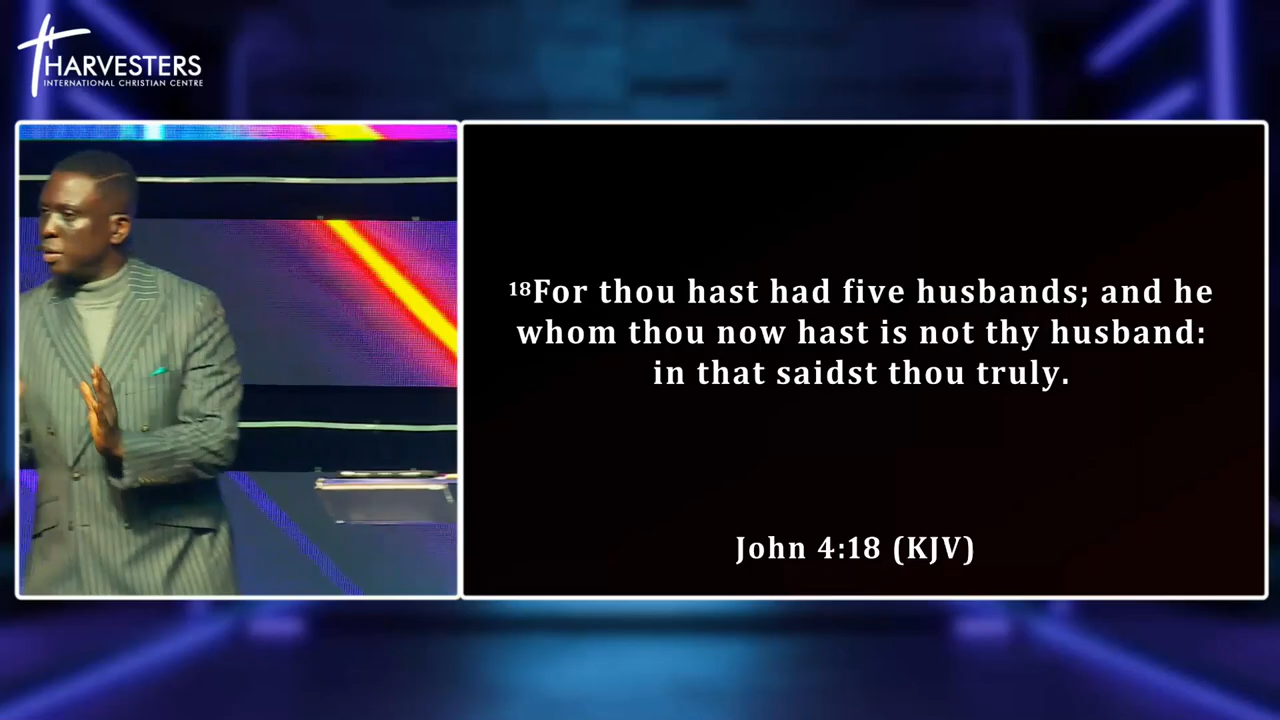 HARVESTERS
INTERNATIONAL CHRISTIAN CENTRE
18For thou hast had five husbands; and he
whom thou now hast is not thy husband:
in that saidst thou truly.
John 4:18 (KJV)